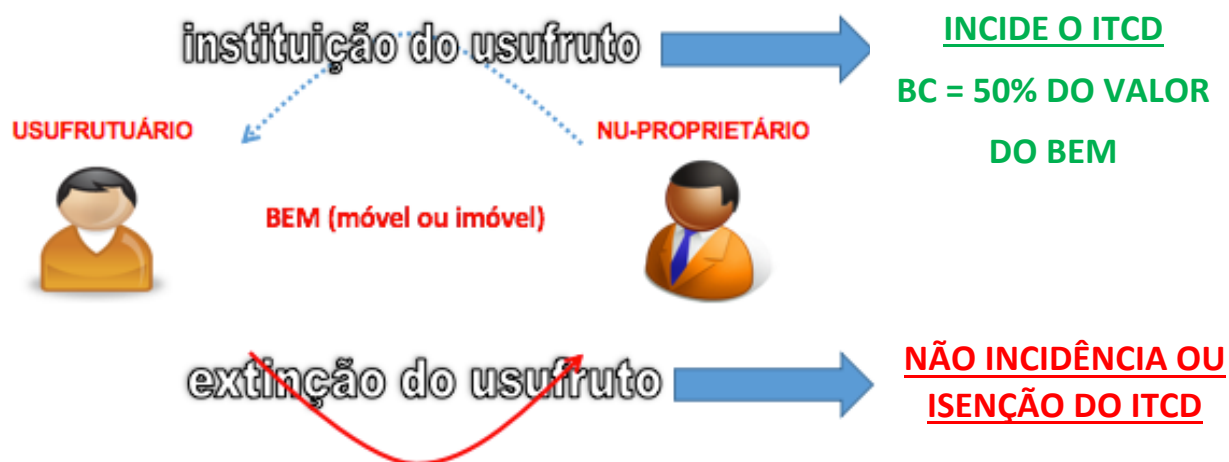 instituição do usufruto
INCIDE O ITCD
BC = 50% DO VALOR
DO BEM
USUFRUTUÁRIO
NU-PROPRIETÁRIO
BEM (móvel ou imóvel)
extinção do usufruto
NÃO INCIDÊNCIA OU
ISENÇÃO DO ITCD